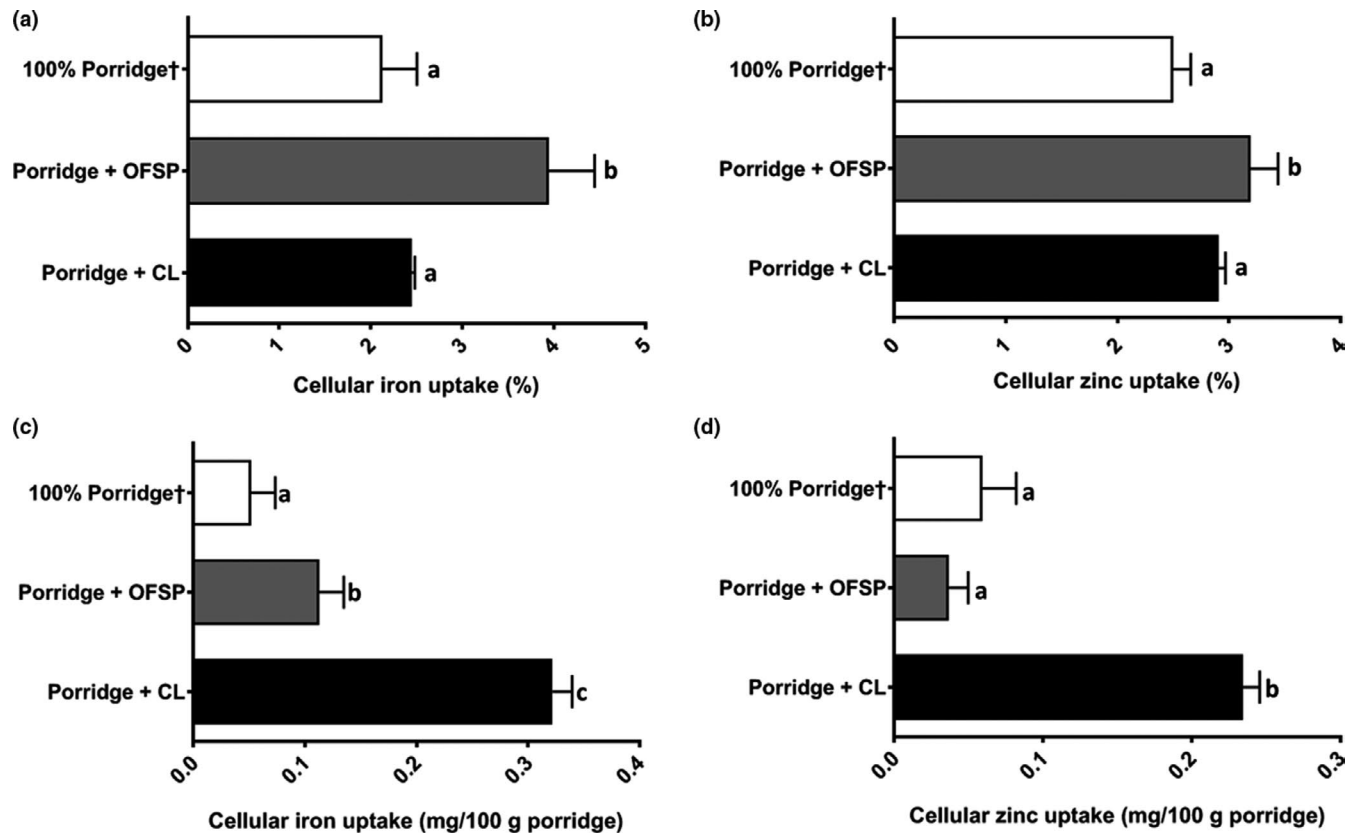 (a)
100% Porridge†
a
Porridge + OFSP
b
Porridge + CL
a
0 1 2 3 4 5
Cellular iron uptake (%)
(b)
100% Porridge†
a
Porridge + OFSP
b
Porridge + CL
a
0 1 2 3 4
Cellular zinc uptake (%)
(c)
100% Porridge†
a
Porridge + OFSP
b
Porridge + CL
c
0.0 0.1 0.2 0.3 0.4
Cellular iron uptake (mg/100 g porridge)
(d)
100% Porridge†
a
Porridge + OFSP
a
Porridge + CL
b
0.0 0.1 0.2 0.3
Cellular zinc uptake (mg/100 g porridge)